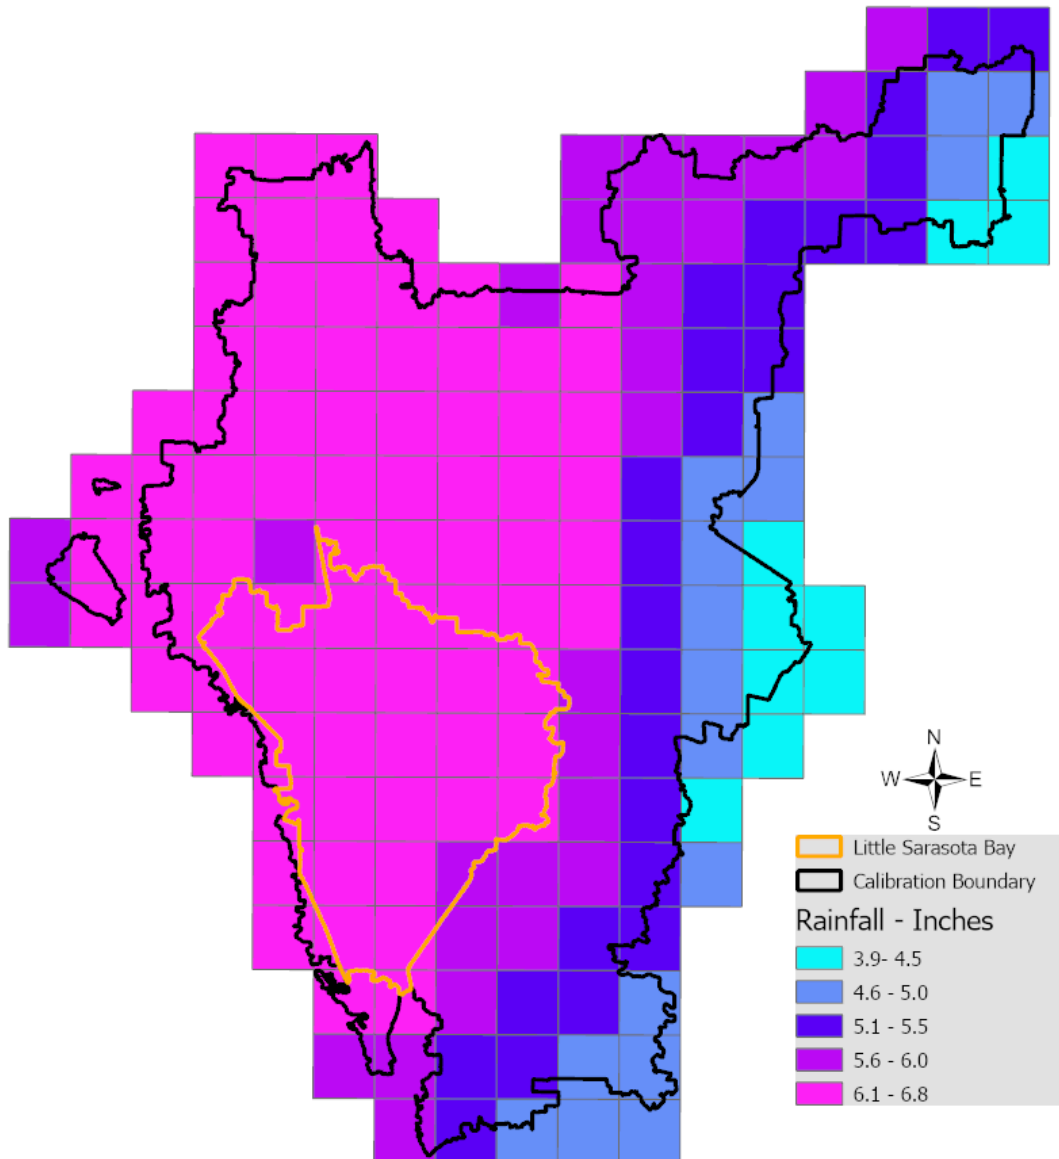 N
W E
S
Little Sarasota Bay
Calibration Boundary
Rainfall - Inches
3.9- 4.5
4.6 - 5.0
5.1 - 5.5
5.6 - 6.0
6.1 - 6.8